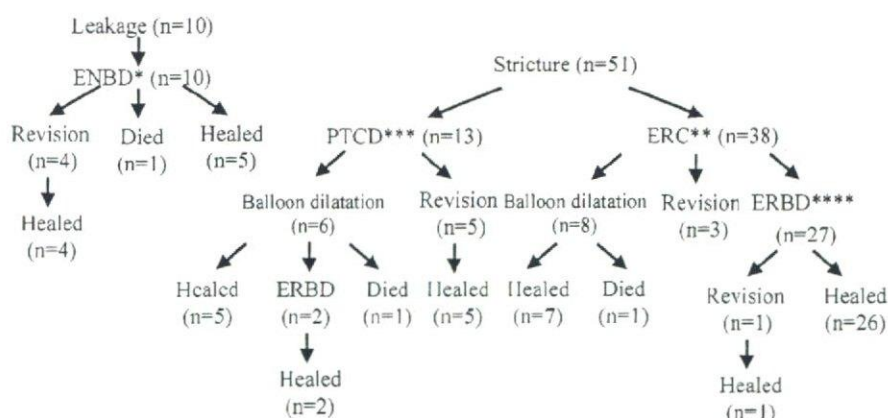 Leakage (n=10)
ENBD* (n=10)
Revision
(n=4)
Died
(n=1)
Healed
(n=5)
Healed
(n=4)
Stricture (n=51)
PTCD*** (n=13)
ERC** (n=38)
Balloon dilatation
(n=6)
Revision
(n=5)
Balloon dilatation
(n=8)
Revision
(n=3)
ERBD****
(n=27)
Healed
(n=5)
ERBD
(n=2)
Died
(n=1)
Healed
(n=5)
Healed
(n=7)
Died
(n=1)
Revision
(n=1)
Healed
(n=26)
Healed
(n=2)
Healed
(n=1)